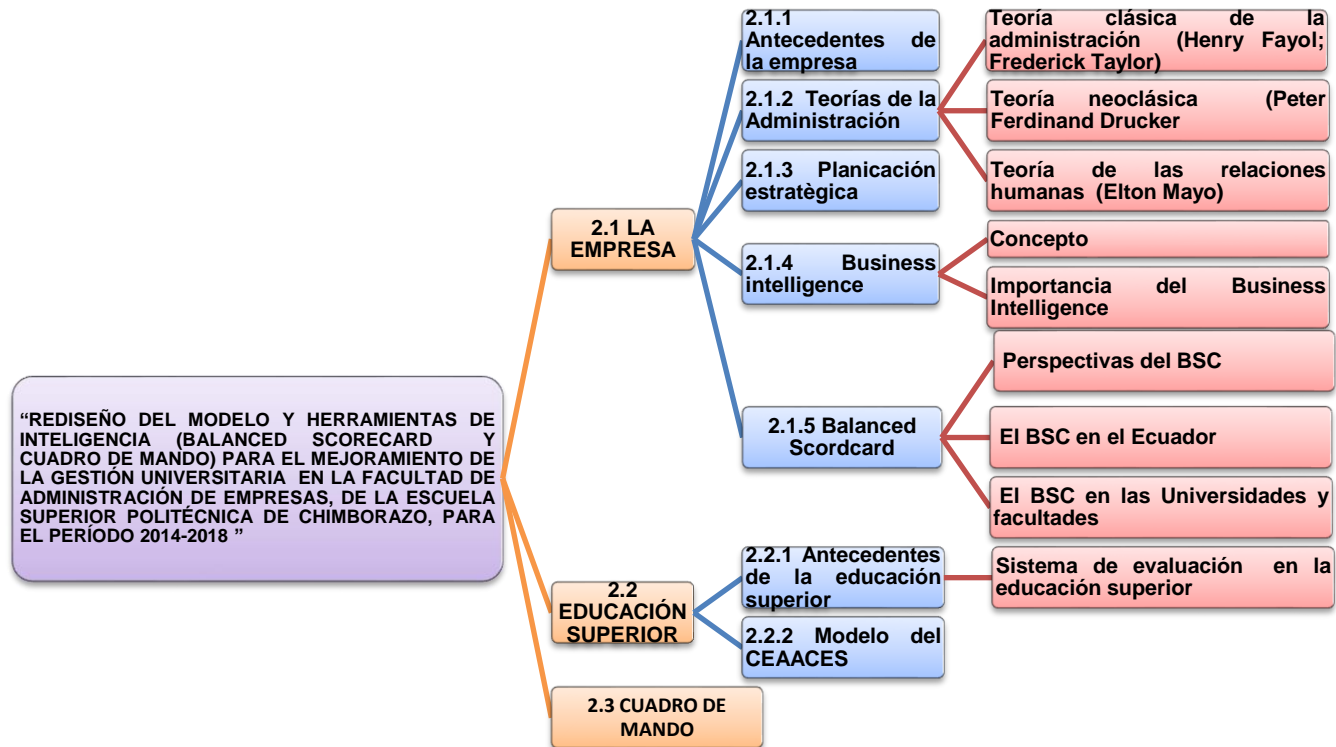 “REDISEÑO DEL MODELO Y HERRAMIENTAS DE
INTELIGENCIA (BALANCED SCORECARD Y
CUADRO DE MANDO) PARA EL MEJORAMIENTO DE
LA GESTIÓN UNIVERSITARIA EN LA FACULTAD DE
ADMINISTRACIÓN DE EMPRESAS, DE LA ESCUELA
SUPERIOR POLITÉCNICA DE CHIMBORAZO, PARA
EL PERÍODO 2014-2018 ”
2.1 LA
EMPRESA
2.1.1
Antecedentes de
la empresa
2.1.2 Teorías de la
Administración
Teoría clásica de la
administración (Henry Fayol;
Frederick Taylor)
Teoría neoclásica (Peter
Ferdinand Drucker
Teoría de las relaciones
humanas (Elton Mayo)
2.1.3 Planicación
estratègica
2.1.4 Business
intelligence
Concepto
Importancia del Business
Intelligence
2.1.5 Balanced
Scordcard
Perspectivas del BSC
El BSC en el Ecuador
El BSC en las Universidades y
facultades
2.2
EDUCACIÓN
SUPERIOR
2.2.1 Antecedentes
de la educación
superior
Sistema de evaluación en la
educación superior
2.2.2 Modelo del
CEAACES
2.3 CUADRO DE
MANDO